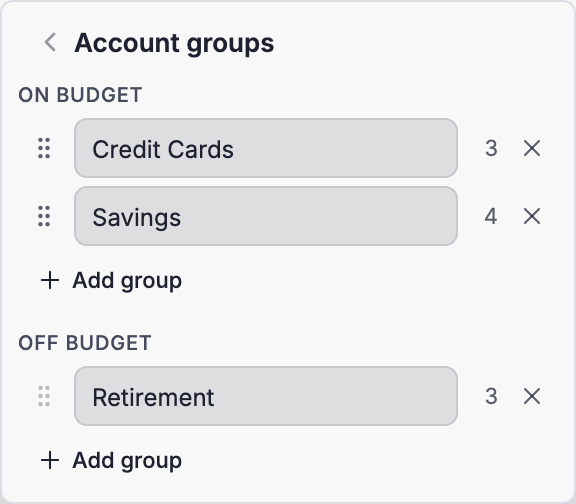 Account groups
ON BUDGET
Credit Cards 3
Savings 4
Add group
OFF BUDGET
Retirement 3
Add group